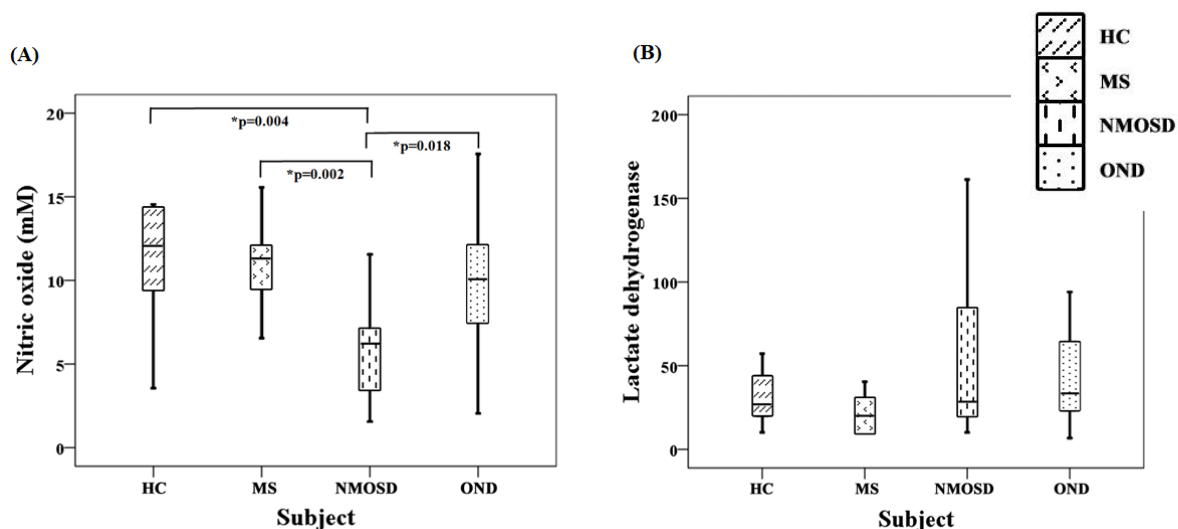 (A)
Nitric oxide (mM)
20
15
10
5
0
*p=0.004
*p=0.018
*p=0.002
HC
MS
NMOSD
OND
Subject
(B)
Lactate dehydrogenase
200
150
100
50
0
HC
MS
NMOSD
OND
Subject
HC
MS
NMOSD
OND